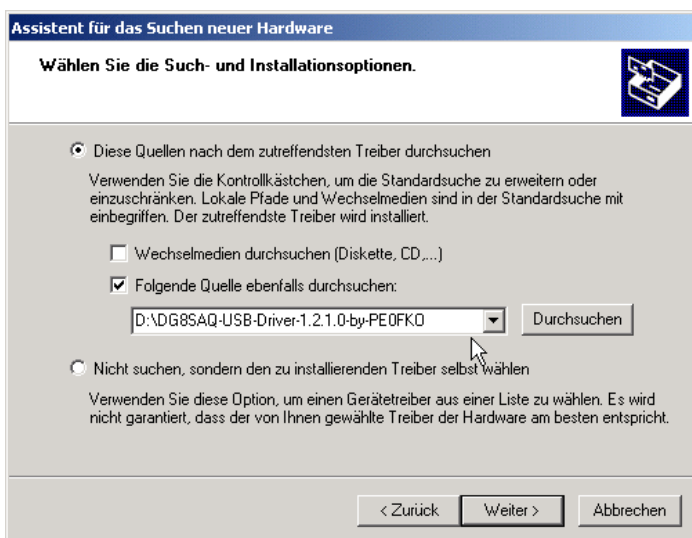 Assistent für das Suchen neuer Hardware
Wählen Sie die Such- und Installationsoptionen.
Diese Quellen nach dem zutreffendsten Treiber durchsuchen
Verwenden Sie die Kontrollkästchen, um die Standardsuche zu erweitern oder
einzuschränken. Lokale Pfade und Wechselmedien sind in der Standardsuche mit
einbegriffen. Der zutreffendste Treiber wird installiert.
Wechselmedien durchsuchen (Diskette, CD,...)
Folgende Quelle ebenfalls durchsuchen:
D:\DG8SAQ-USB-Driver-1.2.1.0-by-PE0FKO
Durchsuchen
Nicht suchen, sondern den zu installierenden Treiber selbst wählen
Verwenden Sie diese Option, um einen Gerätetreiber aus einer Liste zu wählen. Es wird
nicht garantiert, dass der von Ihnen gewählte Treiber der Hardware am besten entspricht.
< Zurück
Weiter >
Abbrechen